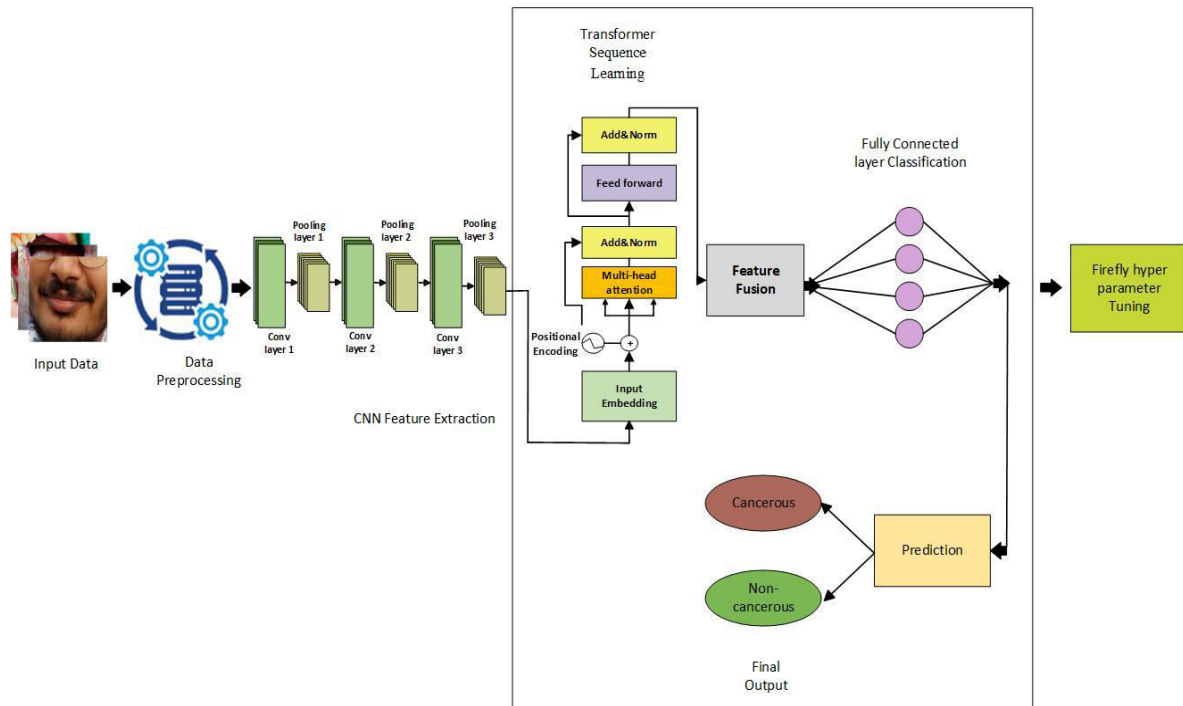 Transformer
Sequence
Learning
Add&Norm
Feed forward
Add&Norm
Multi-head
attention
Positional
Encoding
+
Input
Embedding
Feature
Fusion
Fully Connected
layer Classification
Firefly hyper
parameter
Tuning
Input Data
Data
Preprocessing
Pooling
layer 1
Pooling
layer 2
Pooling
layer 3
Conv
layer 1
Conv
layer 2
Conv
layer 3
CNN Feature Extraction
Cancerous
Non-
cancerous
Prediction
Final
Output